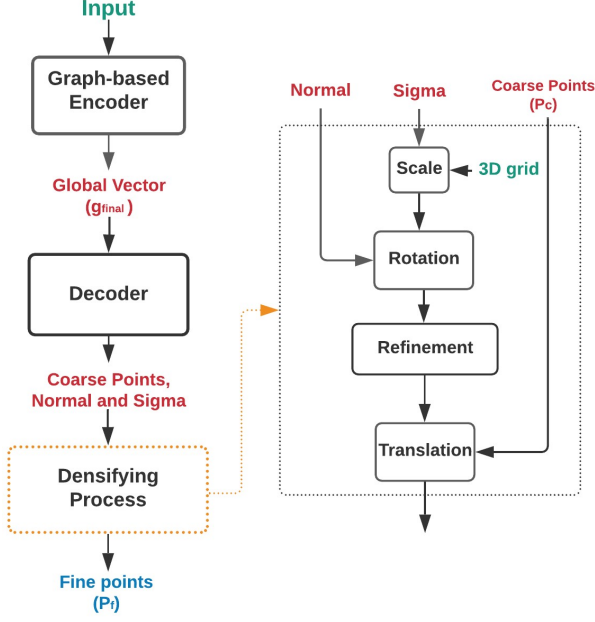 Input
Graph-based
Encoder
Global Vector
(gfinal )
Decoder
Coarse Points,
Normal and Sigma
Densifying
Process
Fine points
(Pf)
Normal
Sigma
Coarse Points
(Pc)
Scale
3D grid
Rotation
Refinement
Translation